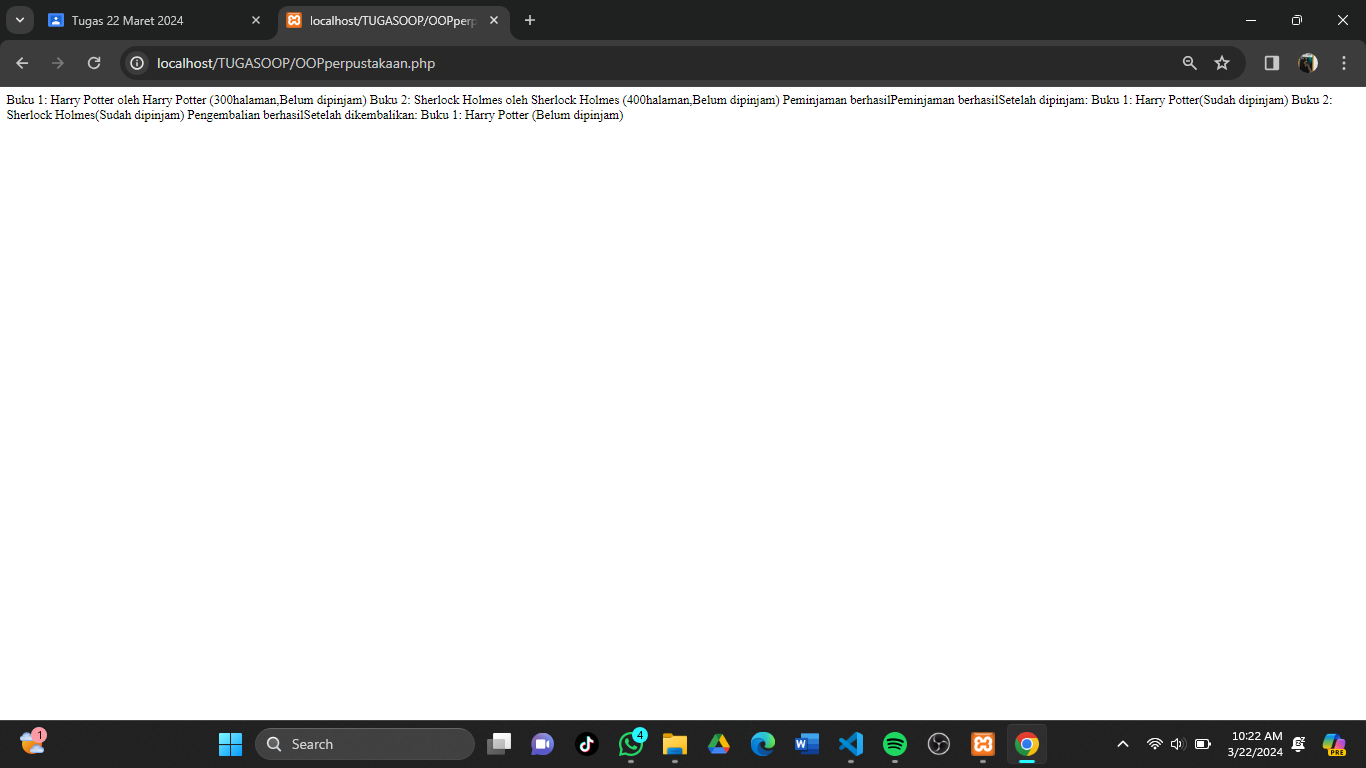 Tugas 22 Maret 2024
localhost/TUGASOOP/OOPperp
localhost/TUGASOOP/OOPperpustakaan.php
Buku 1: Harry Potter oleh Harry Potter (300halaman,Belum dipinjam) Buku 2: Sherlock Holmes oleh Sherlock Holmes (400halaman,Belum dipinjam) Peminjaman berhasilPeminjaman berhasilSetelah dipinjam: Buku 1: Harry Potter(Sudah dipinjam) Buku 2:
Sherlock Holmes(Sudah dipinjam) Pengembalian berhasilSetelah dikembalikan: Buku 1: Harry Potter (Belum dipinjam)
1
Search
4
W
10:22 AM
3/22/2024
PRE